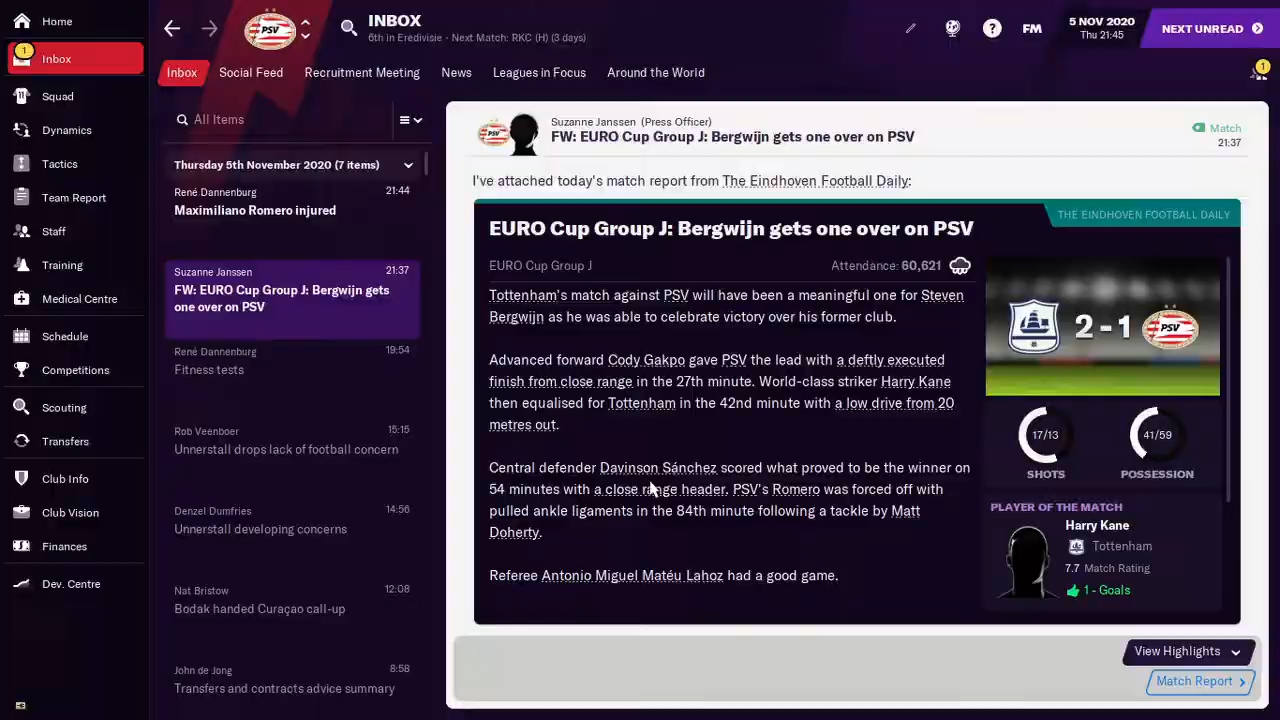 Home
1
Inbox
Squad
Dynamics
Tactics
Team Report
Staff
Training
Medical Centre
Schedule
Competitions
Scouting
Transfers
Club Info
Club Vision
Finances
Dev. Centre
PSV
INBOX
6th in Eredivisie - Next Match: RKC (H) (3 days)
?
FM
5 NOV 2020
Thu 21:45
NEXT UNREAD
Inbox
Social Feed
Recruitment Meeting
News
Leagues in Focus
Around the World
1
All Items
Thursday 5th November 2020 (7 items)
René Dannenburg 21:44
Maximiliano Romero injured
Suzanne Janssen 21:37
FW: EURO Cup Group J: Bergwijn gets
one over on PSV
René Dannenburg 19:54
Fitness tests
Rob Veenboer 15:15
Unnerstall drops lack of football concern
Denzel Dumfries 14:56
Unnerstall developing concerns
Nat Bristow 12:08
Bodak handed Curaçao call-up
John de Jong 8:58
Transfers and contracts advice summary
PSV
Suzanne Janssen (Press Officer)
FW: EURO Cup Group J: Bergwijn gets one over on PSV
Match
21:37
I've attached today's match report from The Eindhoven Football Daily:
THE EINDHOVEN FOOTBALL DAILY
EURO Cup Group J: Bergwijn gets one over on PSV
EURO Cup Group J
Attendance: 60,621
Tottenham's match against PSV will have been a meaningful one for Steven
Bergwijn as he was able to celebrate victory over his former club.
Advanced forward Cody Gakpo gave PSV the lead with a deftly executed
finish from close range in the 27th minute. World-class striker Harry Kane
then equalised for Tottenham in the 42nd minute with a low drive from 20
metres out.
Central defender Davinson Sánchez scored what proved to be the winner on
54 minutes with a close range header. PSV's Romero was forced off with
pulled ankle ligaments in the 84th minute following a tackle by Matt
Doherty.
Referee Antonio Miguel Matéu Lahoz had a good game.
2 - 1
PSV
17/13
SHOTS
41/59
POSSESSION
PLAYER OF THE MATCH
Harry Kane
Tottenham
7.7 Match Rating
1 - Goals
View Highlights
Match Report